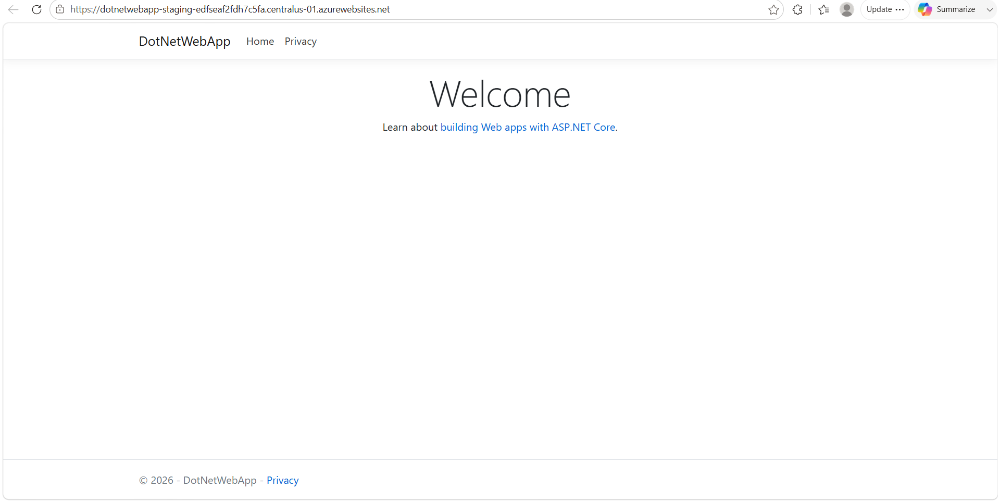 https://dotnetwebapp-staging-edfseaf2fdh7c5fa.centralus-01.azurewebsites.net Update Summarize
DotNetWebApp Home Privacy
Welcome
Learn about building Web apps with ASP.NET Core.
© 2026 - DotNetWebApp - Privacy